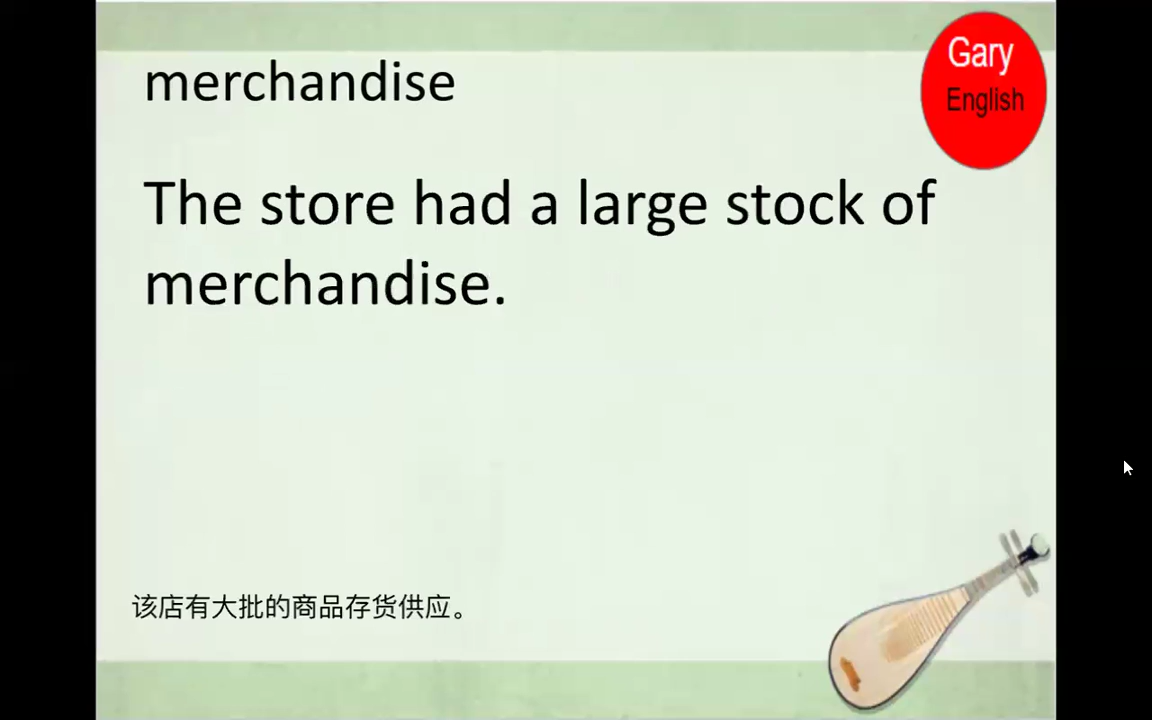 merchandise
Gary
English
The store had a large stock of
merchandise.
该店有大批的商品存货供应。